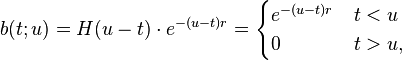 b(t; u) = H(u − t) · e^{−(u−t)r} = { e^{−(u−t)r} t < u
0 t > u,